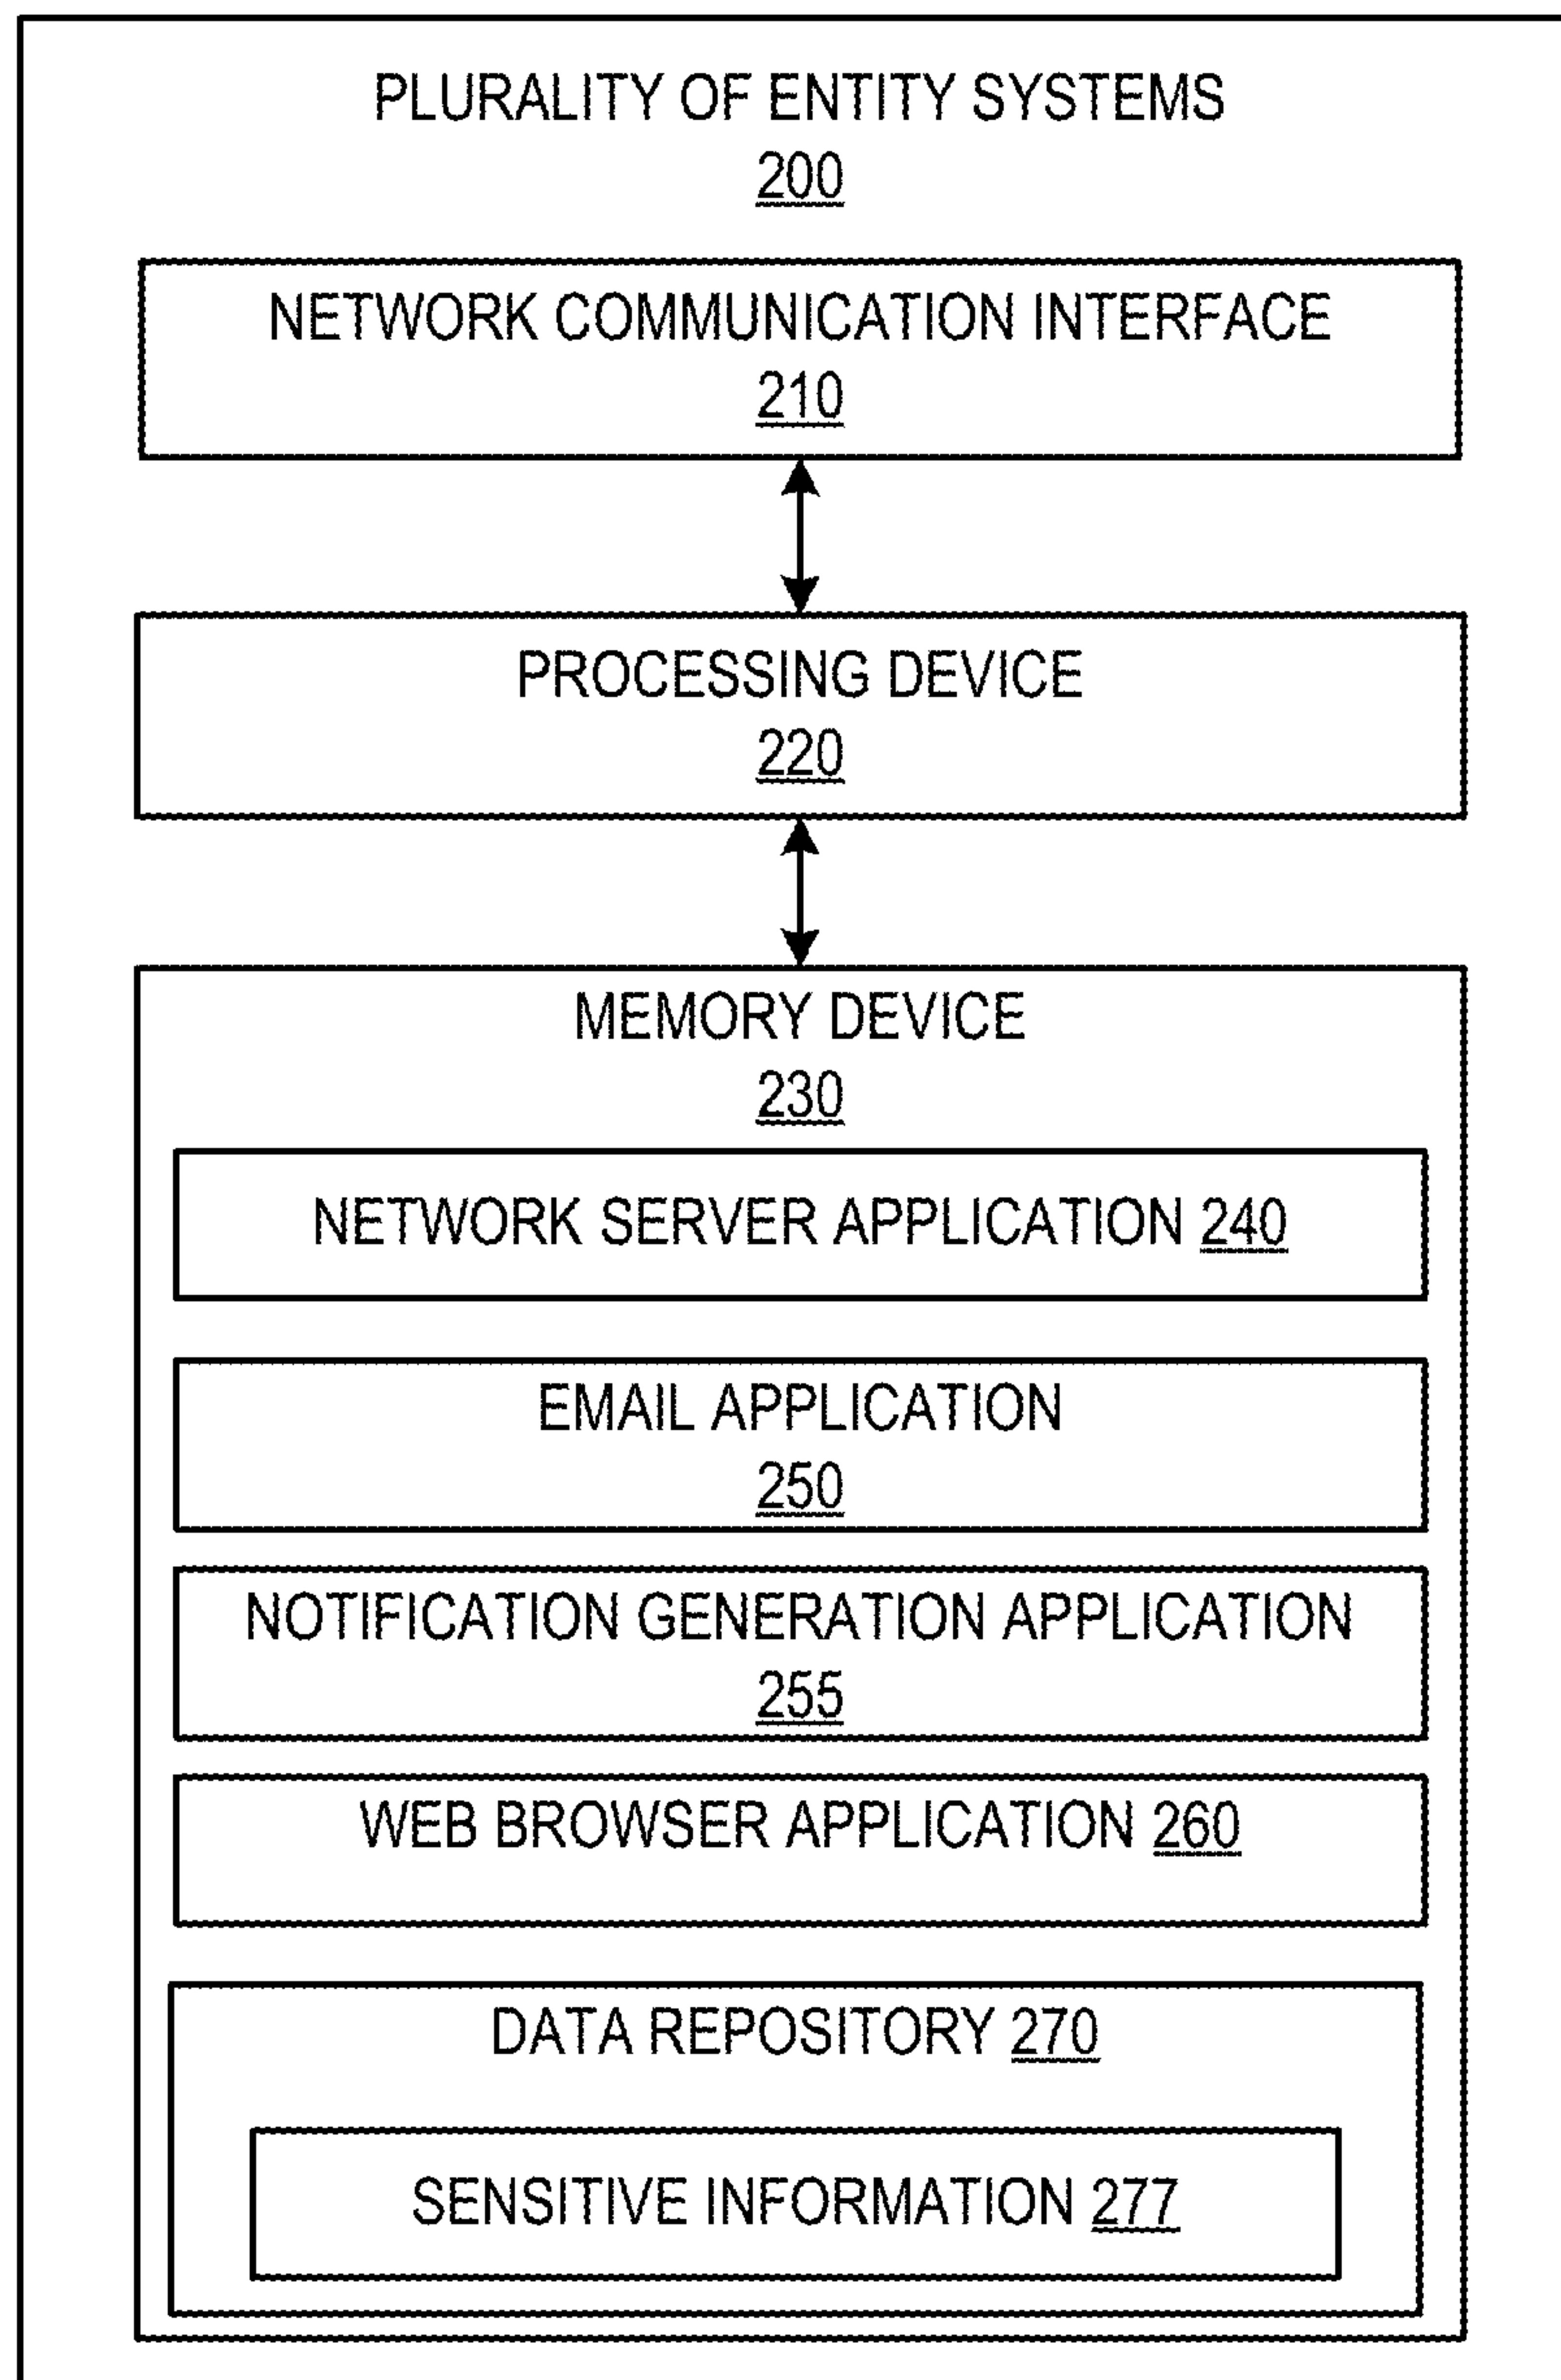 PLURALITY OF ENTITY SYSTEMS
200
NETWORK COMMUNICATION INTERFACE
210
PROCESSING DEVICE
220
MEMORY DEVICE
230
NETWORK SERVER APPLICATION 240
EMAIL APPLICATION
250
NOTIFICATION GENERATION APPLICATION
255
WEB BROWSER APPLICATION 260
DATA REPOSITORY 270
SENSITIVE INFORMATION 277